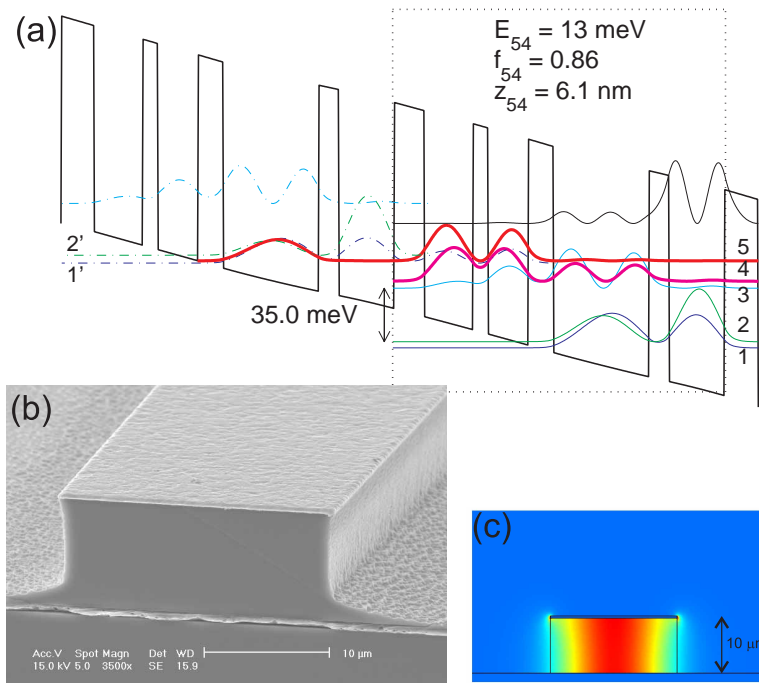 (a)
E54 = 13 meV
f54 = 0.86
z54 = 6.1 nm
2'
1'
5
4
3
2
1
35.0 meV
(b)
Acc.V Spot Magn Det WD
15.0 kV 5.0 3500x SE 15.9
10 µm
(c)
10 µm